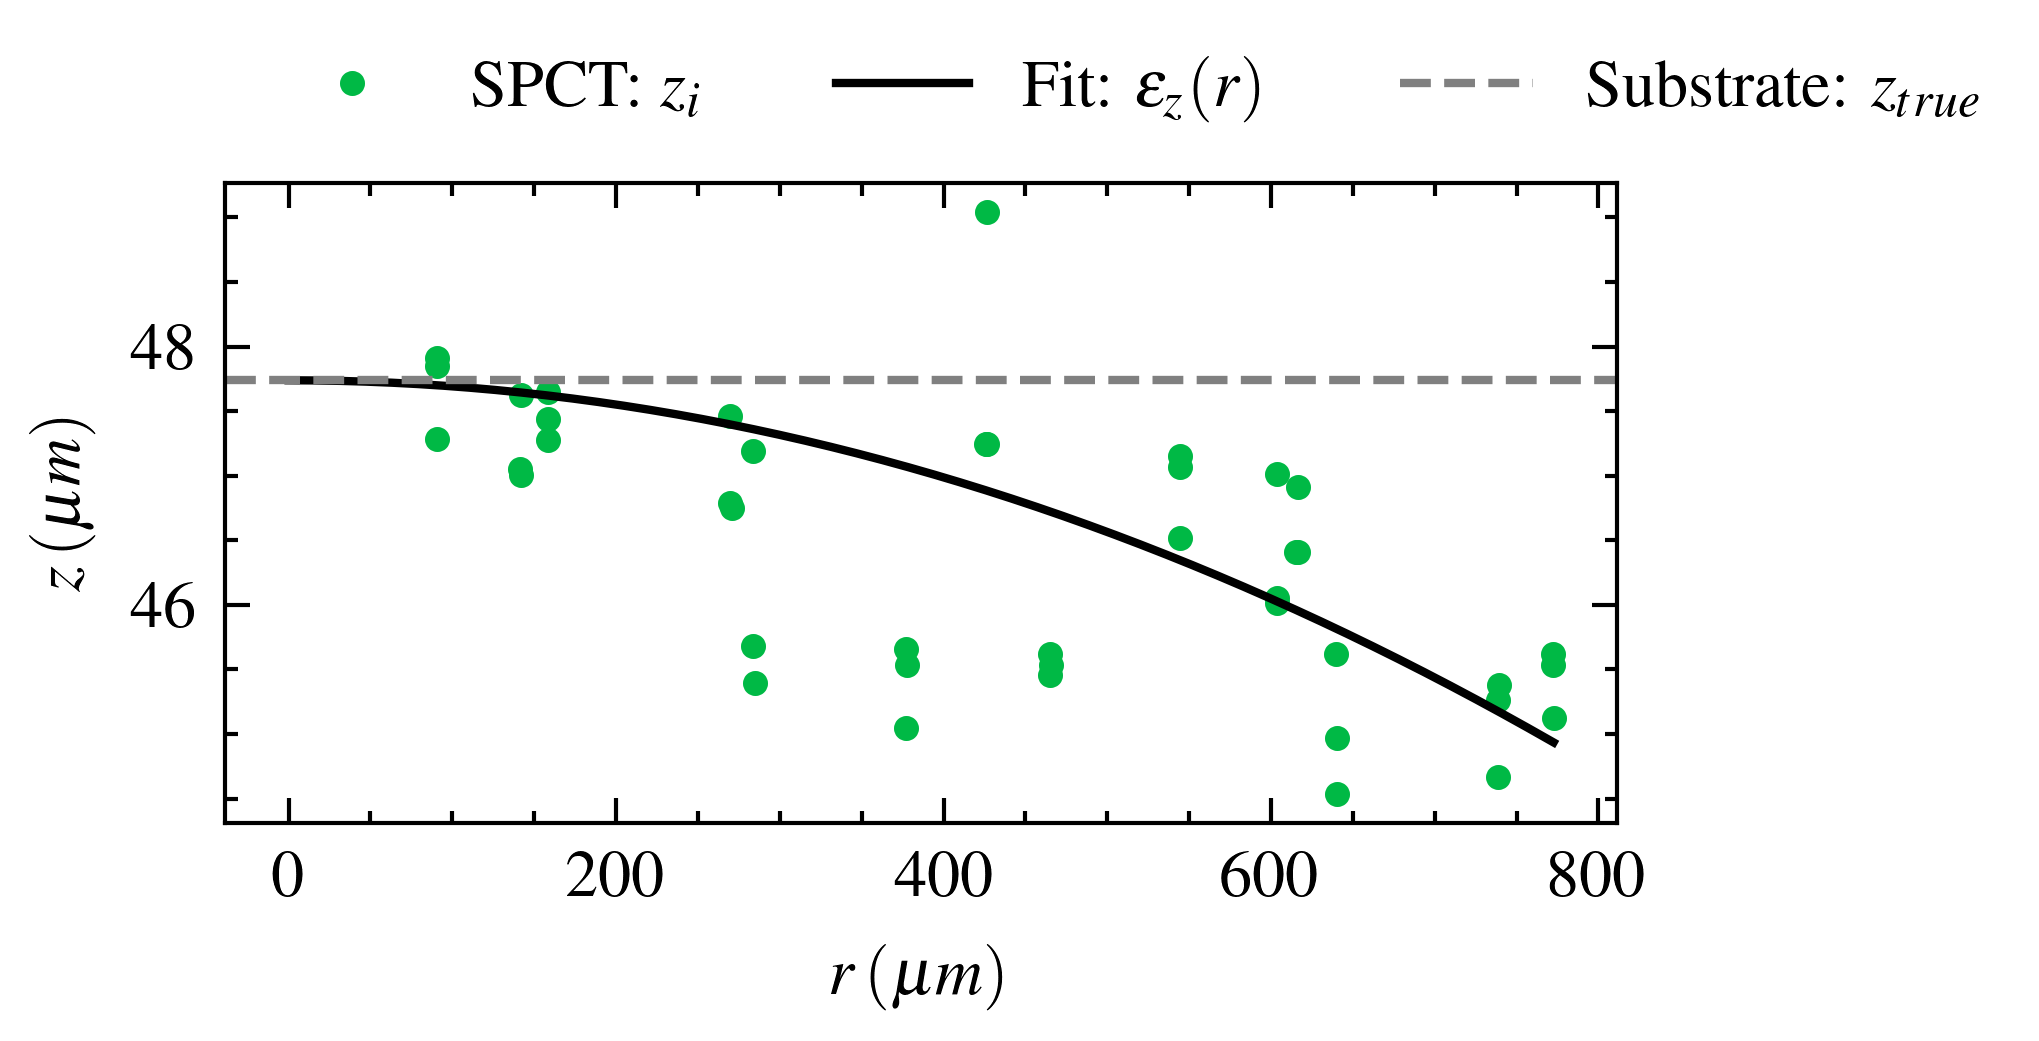 SPCT: z_i Fit: ε_z(r) Substrate: z_true
48
46
z (μm)
0 200 400 600 800
r (μm)